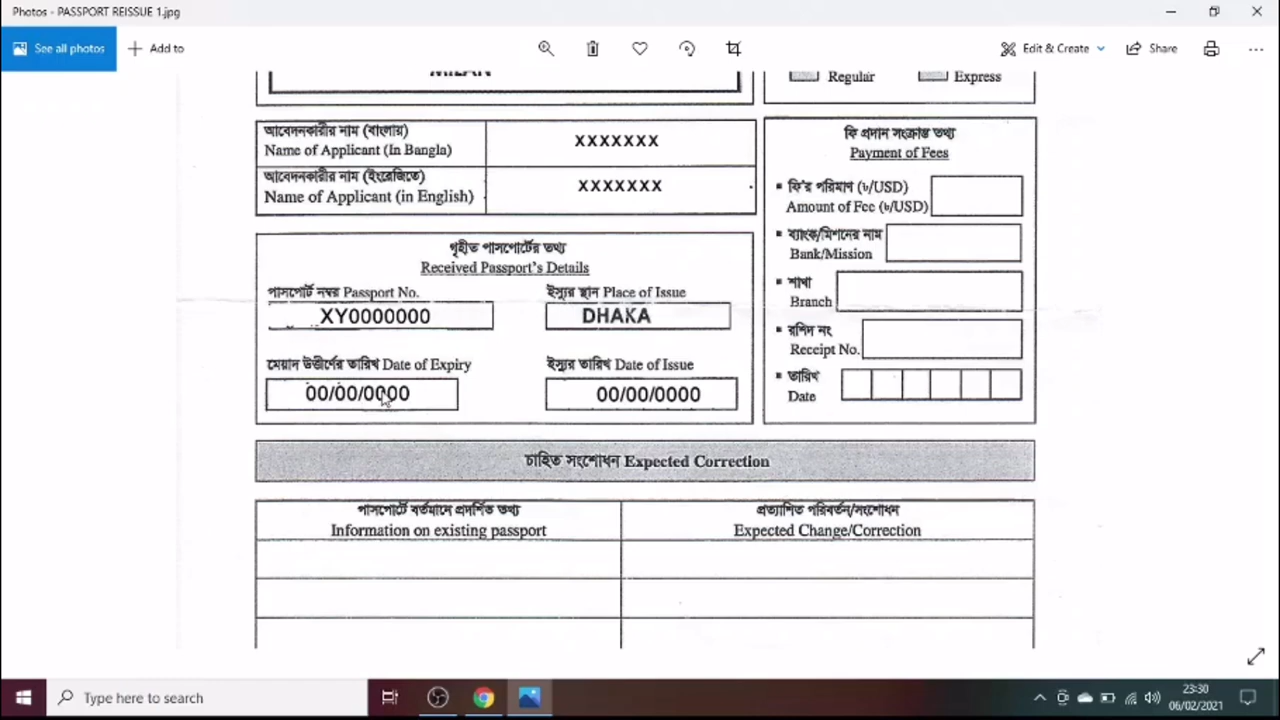 Photos - PASSPORT REISSUE 1.jpg
See all photos
Add to
Edit & Create
Share
MILAN
Regular
Express
আবেদনকারীর নাম (বাংলায়)
Name of Applicant (In Bangla)
XXXXXXX
আবেদনকারীর নাম (ইংরেজিতে)
Name of Applicant (in English)
XXXXXXX
গৃহীত পাসপোর্টের তথ্য
Received Passport's Details
পাসপোর্ট নম্বর Passport No.
ইস্যুর স্থান Place of Issue
XY0000000
DHAKA
মেয়াদ উত্তীর্ণের তারিখ Date of Expiry
ইস্যুর তারিখ Date of Issue
00/00/0000
00/00/0000
ফি প্রদান সংক্রান্ত তথ্য
Payment of Fees
ফি'র পরিমাণ (৳/USD)
Amount of Fee (৳/USD)
ব্যাংক/মিশনের নাম
Bank/Mission
শাখা
Branch
রশিদ নং
Receipt No.
তারিখ
Date
চাহিত সংশোধন Expected Correction
পাসপোর্টে বর্তমানে প্রদর্শিত তথ্য
Information on existing passport
প্রত্যাশিত পরিবর্তন/সংশোধন
Expected Change/Correction
Type here to search
23:30
06/02/2021